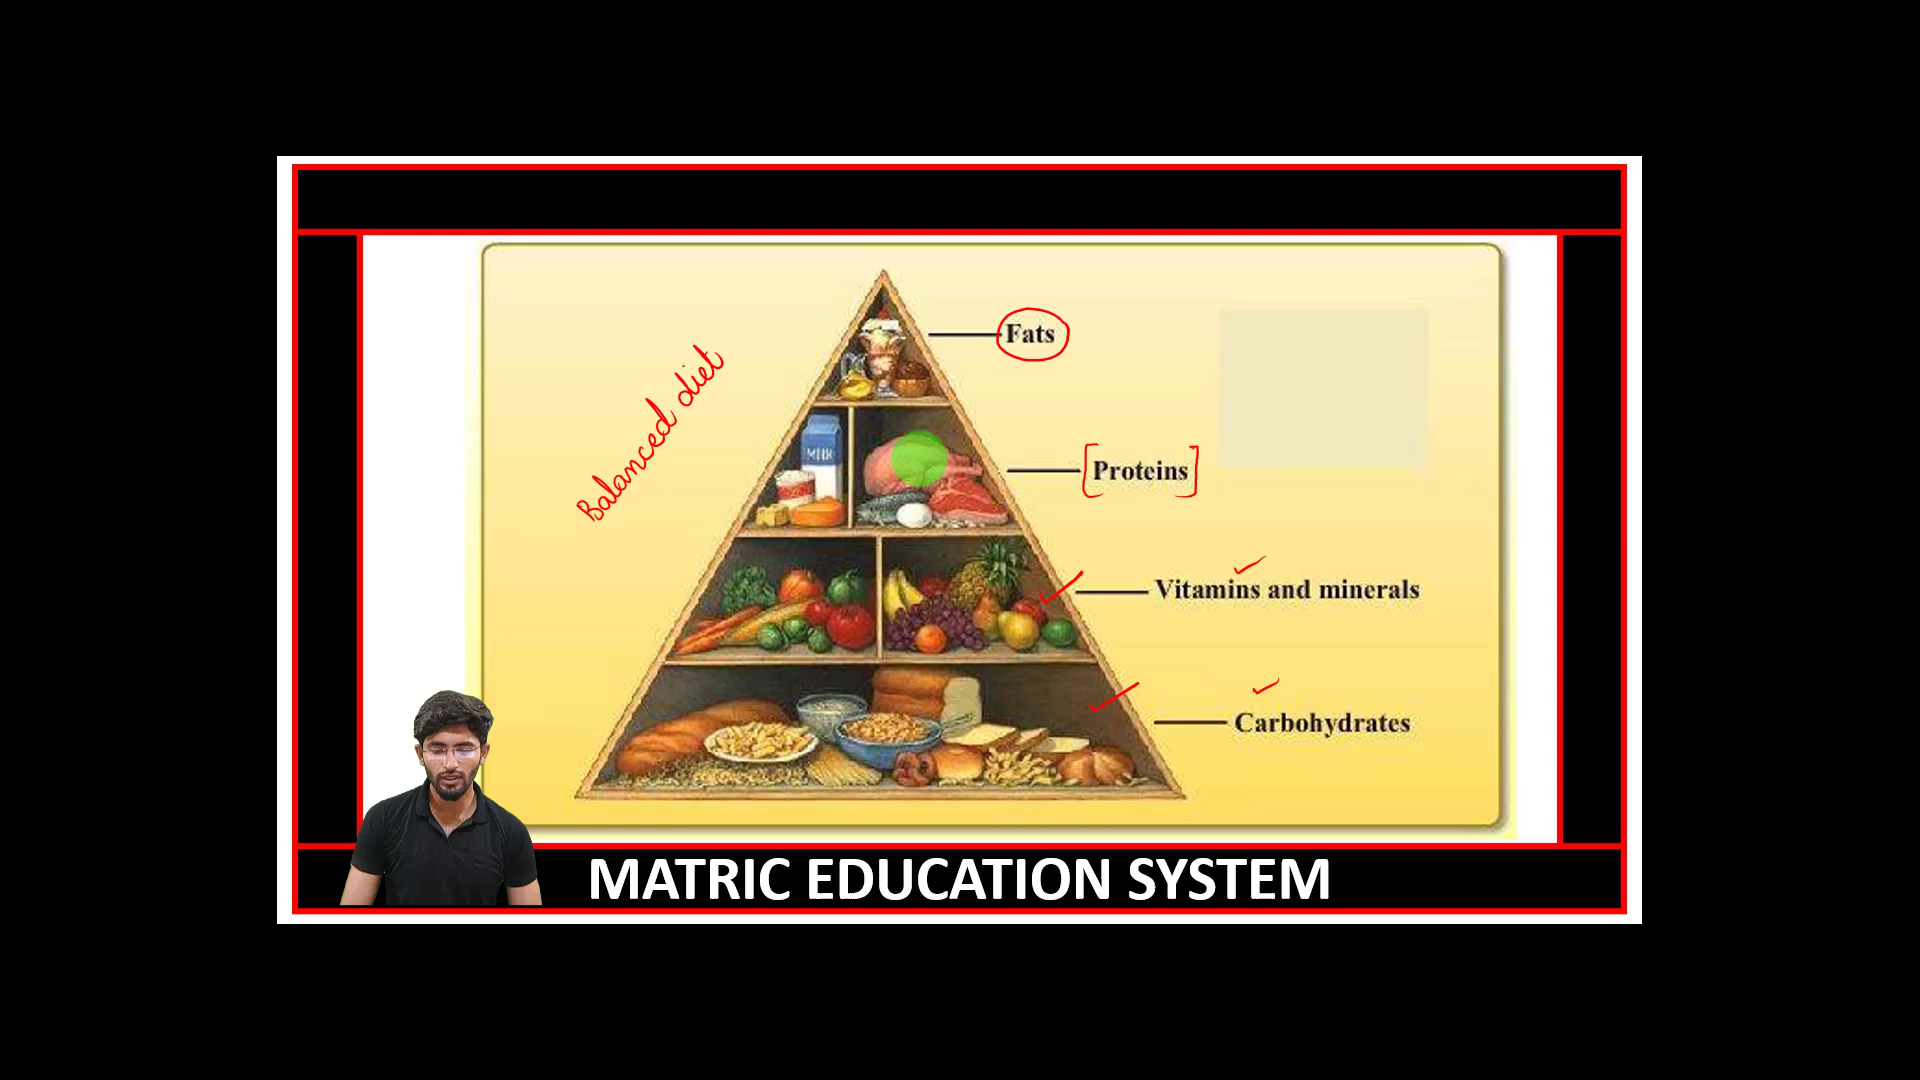 Fats
Balanced diet
MILK
Proteins
Vitamins and minerals
Carbohydrates
MATRIC EDUCATION SYSTEM